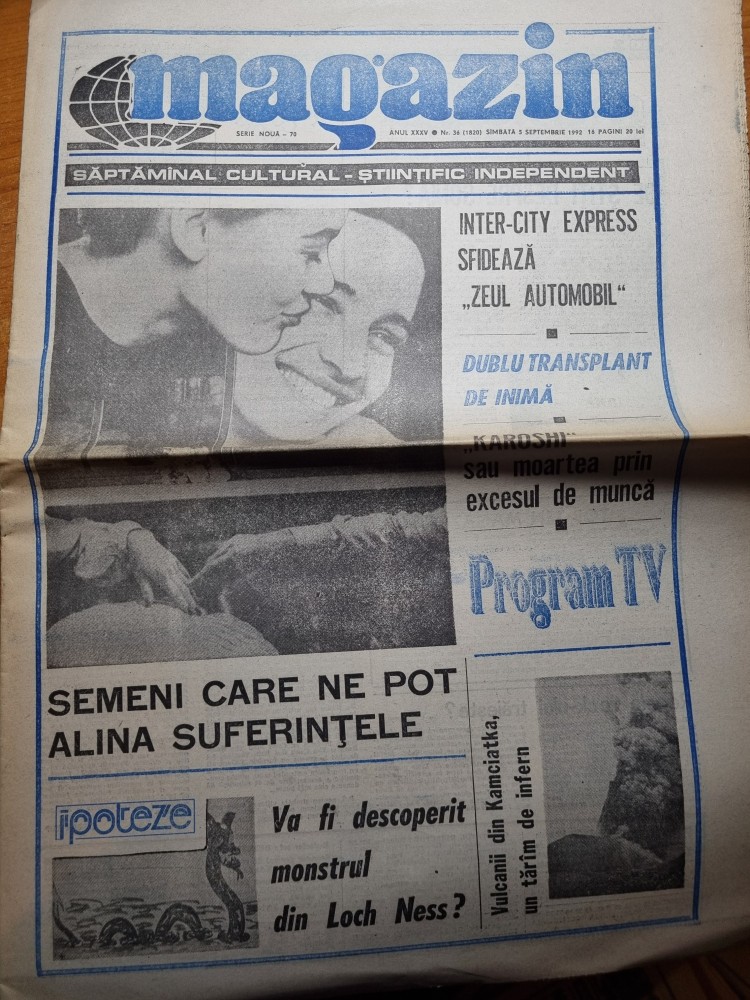 magazin
SERIE NOUĂ - 70
ANUL XXXV ● Nr. 36 (1820) SÎMBĂTĂ 5 SEPTEMBRIE 1992 16 PAGINI 20 lei
SĂPTĂMÎNAL CULTURAL - ȘTIINȚIFIC INDEPENDENT
INTER-CITY EXPRESS
SFIDEAZĂ
„ZEUL AUTOMOBIL"
DUBLU TRANSPLANT
DE INIMĂ
„KAROSHI"
sau moartea prin
excesul de muncă
Program TV
SEMENI CARE NE POT
ALINA SUFERINȚELE
ipoteze
Va fi descoperit
monstrul
din Loch Ness?
Vulcanii din Kamciatka,
un tărîm de infern